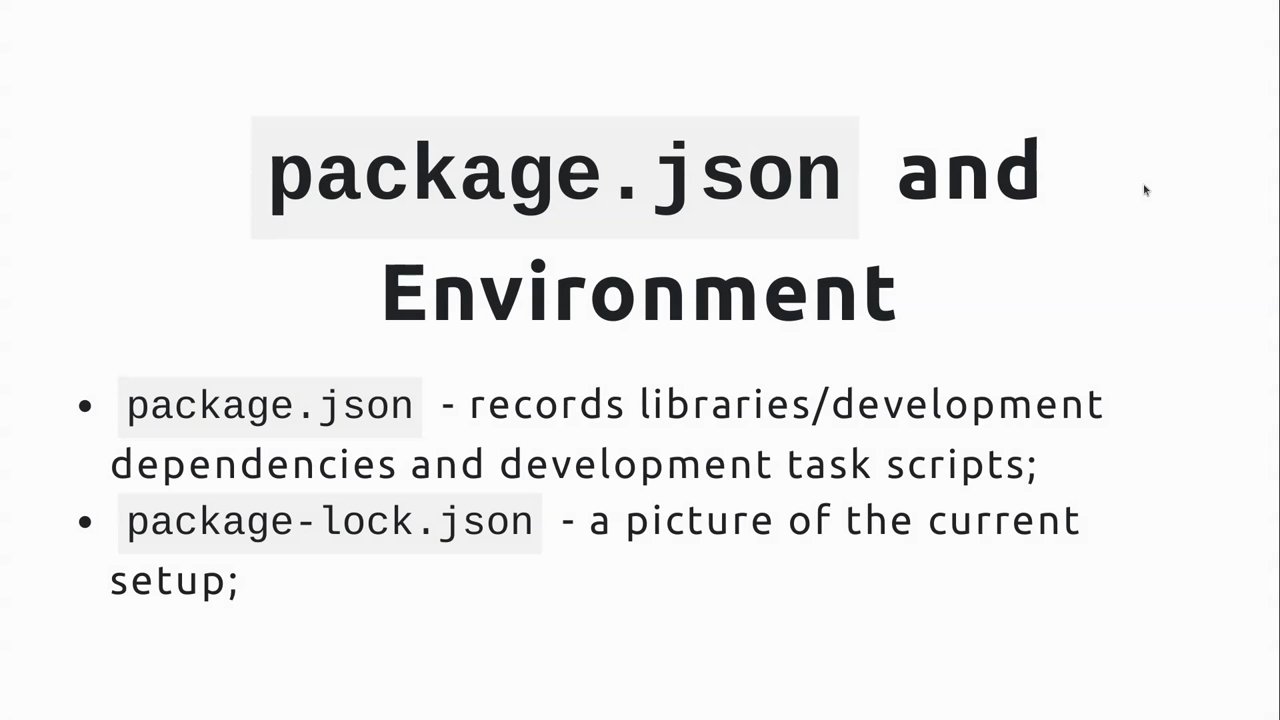 package.json and
Environment
• package.json - records libraries/development
dependencies and development task scripts;
• package-lock.json - a picture of the current
setup;